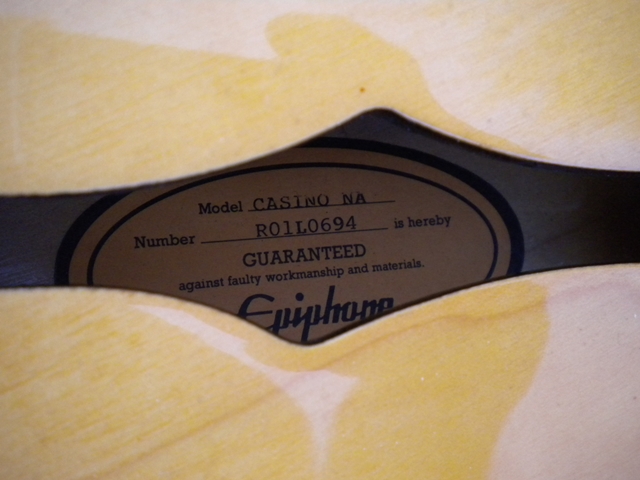 Model CASINO NA
Number R01L0694 is hereby
GUARANTEED
against faulty workmanship and materials.
Epiphone